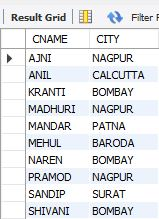 Result Grid Filter R
CNAME CITY
AJNI NAGPUR
ANIL CALCUTTA
KRANTI BOMBAY
MADHURI NAGPUR
MANDAR PATNA
MEHUL BARODA
NAREN BOMBAY
PRAMOD NAGPUR
SANDIP SURAT
SHIVANI BOMBAY